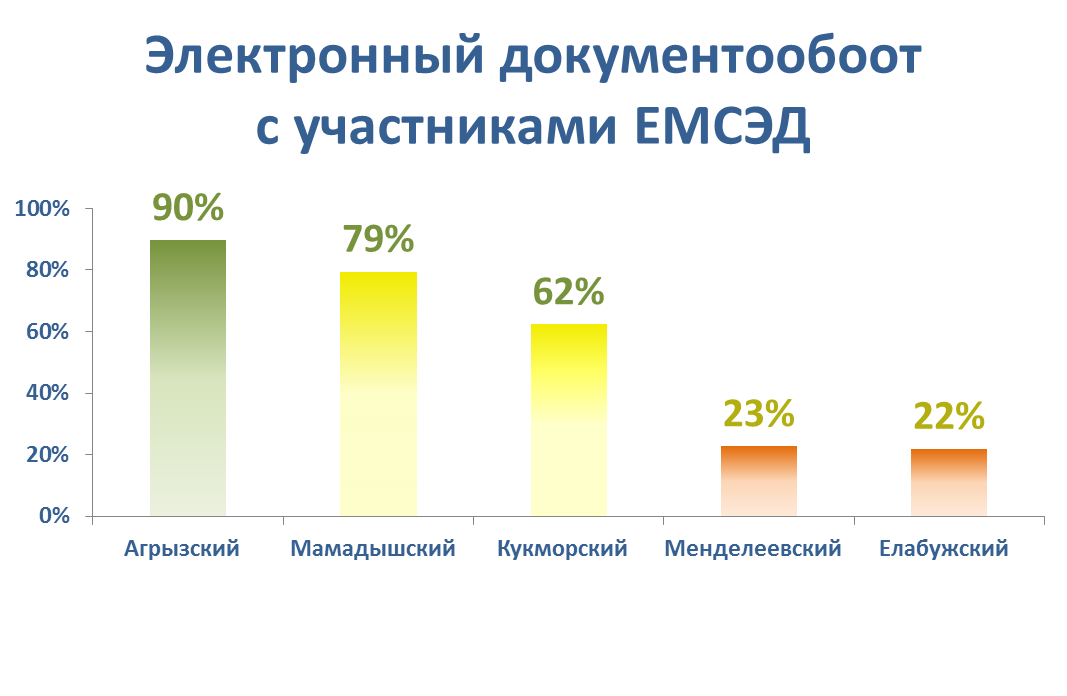 Электронный документообоот
с участниками ЕМСЭД
100%
80%
60%
40%
20%
0%
90%
79%
62%
23%
22%
Агрызский
Мамадышский
Кукморский
Менделеевский
Елабужский